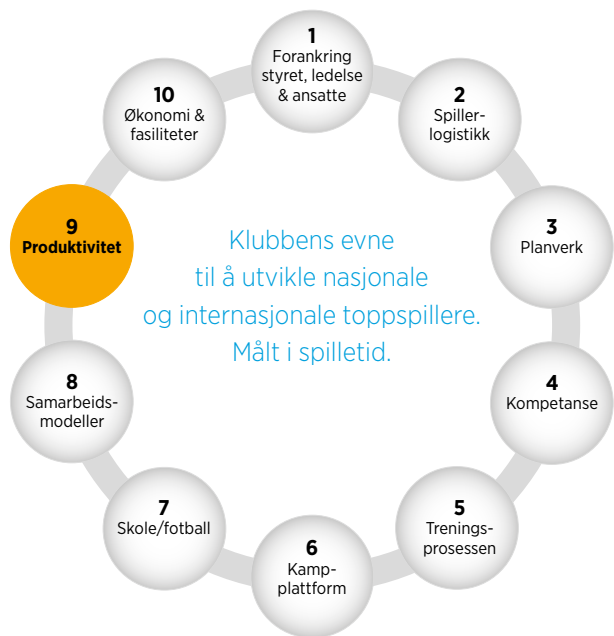 1
Forankring
styret, ledelse
& ansatte
2
Spiller-
logistikk
3
Planverk
4
Kompetanse
5
Trenings-
prosessen
6
Kamp-
plattform
7
Skole/fotball
8
Samarbeids-
modeller
9
Produktivitet
10
Økonomi &
fasiliteter
Klubbens evne
til å utvikle nasjonale
og internasjonale toppspillere.
Målt i spilletid.